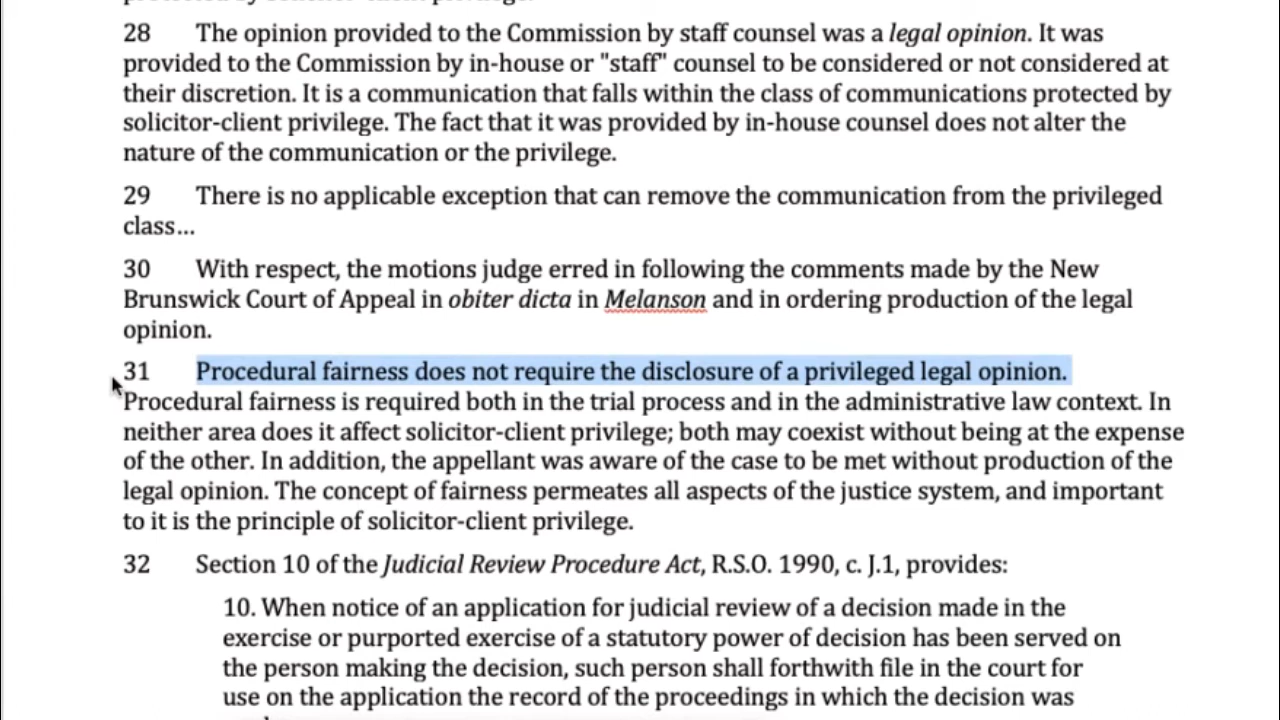 protected by solicitor-client privilege.
28 The opinion provided to the Commission by staff counsel was a legal opinion. It was
provided to the Commission by in-house or "staff" counsel to be considered or not considered at
their discretion. It is a communication that falls within the class of communications protected by
solicitor-client privilege. The fact that it was provided by in-house counsel does not alter the
nature of the communication or the privilege.
29 There is no applicable exception that can remove the communication from the privileged
class...
30 With respect, the motions judge erred in following the comments made by the New
Brunswick Court of Appeal in obiter dicta in Melanson and in ordering production of the legal
opinion.
31 Procedural fairness does not require the disclosure of a privileged legal opinion.
Procedural fairness is required both in the trial process and in the administrative law context. In
neither area does it affect solicitor-client privilege; both may coexist without being at the expense
of the other. In addition, the appellant was aware of the case to be met without production of the
legal opinion. The concept of fairness permeates all aspects of the justice system, and important
to it is the principle of solicitor-client privilege.
32 Section 10 of the Judicial Review Procedure Act, R.S.O. 1990, c. J.1, provides:
10. When notice of an application for judicial review of a decision made in the
exercise or purported exercise of a statutory power of decision has been served on
the person making the decision, such person shall forthwith file in the court for
use on the application the record of the proceedings in which the decision was